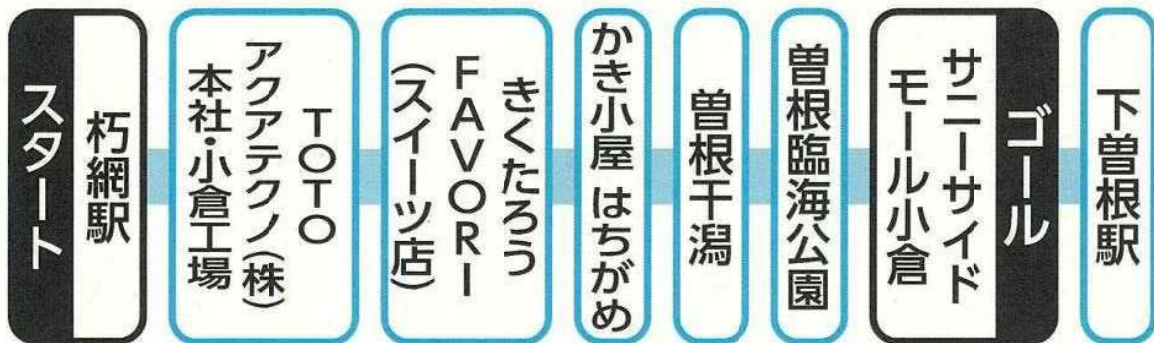 スタート
朽網駅
TOTO
アクアテクノ(株)
本社・小倉工場
きくたろう
FAVORI
(スイーツ店)
かき小屋 はちがめ
曽根干潟
曽根臨海公園
ゴール
サニーサイド
モール小倉
下曽根駅